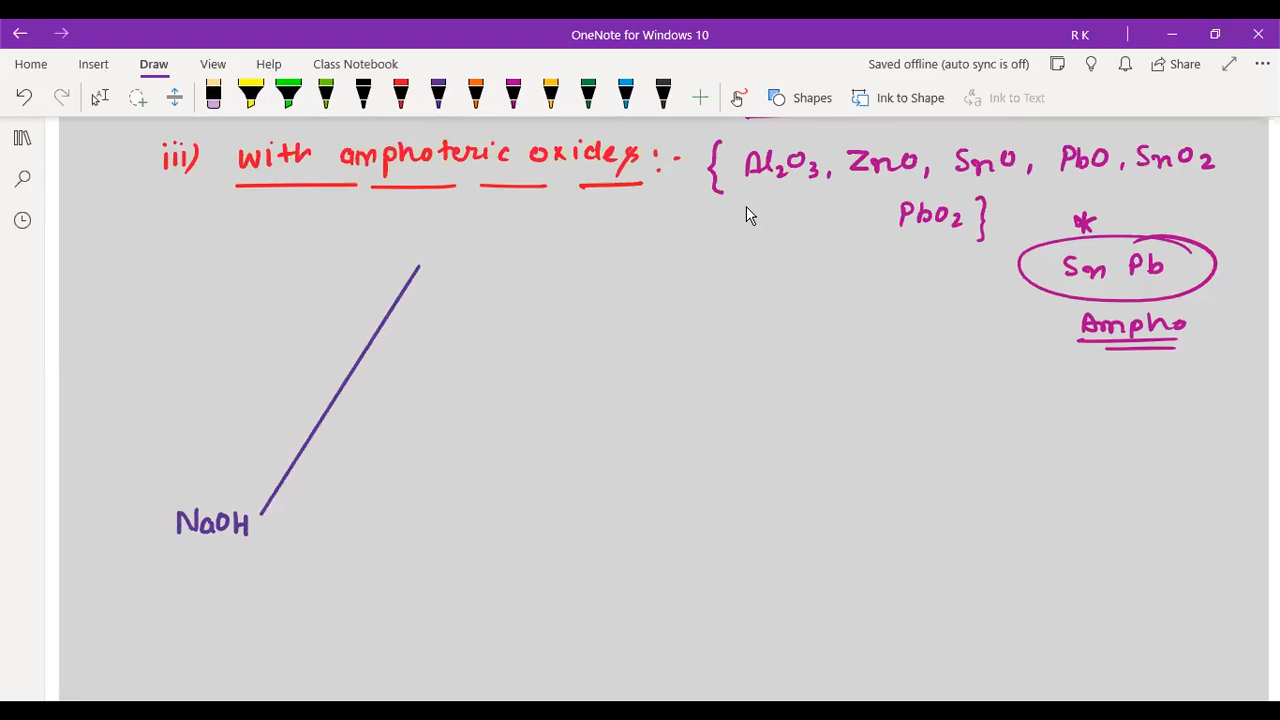 OneNote for Windows 10
R K
Home Insert Draw View Help Class Notebook
Saved offline (auto sync is off) Share
Shapes Ink to Shape Ink to Text
iii) with amphoteric oxides :- { Al2O3, ZnO, SnO, PbO, SnO2
PbO2 }
*
Sn Pb
Ampho
NaOH